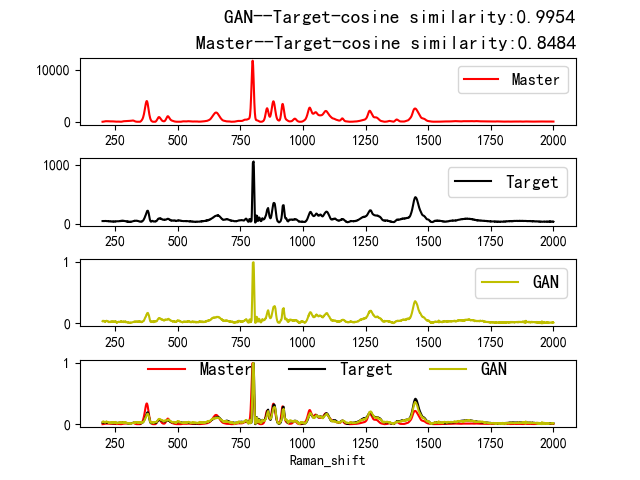 GAN--Target-cosine similarity:0.9954
Master--Target-cosine similarity:0.8484
10000
0
Master
250 500 750 1000 1250 1500 1750 2000
1000
0
Target
250 500 750 1000 1250 1500 1750 2000
1
0
GAN
250 500 750 1000 1250 1500 1750 2000
1
0
Master Target GAN
250 500 750 1000 1250 1500 1750 2000
Raman_shift